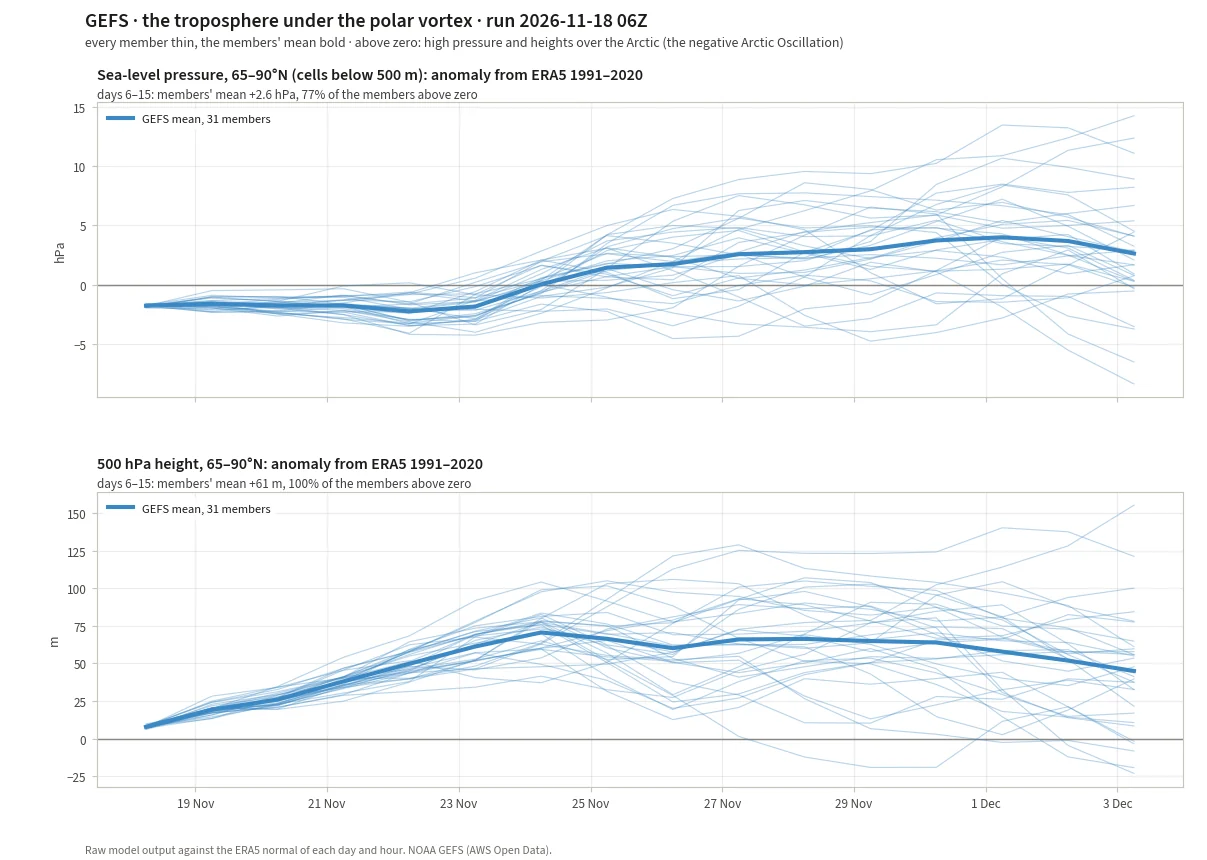 GEFS · the troposphere under the polar vortex · run 2026-11-18 06Z
every member thin, the members' mean bold · above zero: high pressure and heights over the Arctic (the negative Arctic Oscillation)
Sea-level pressure, 65–90°N (cells below 500 m): anomaly from ERA5 1991–2020
days 6–15: members' mean +2.6 hPa, 77% of the members above zero
GEFS mean, 31 members
15
10
5
0
−5
hPa
500 hPa height, 65–90°N: anomaly from ERA5 1991–2020
days 6–15: members' mean +61 m, 100% of the members above zero
GEFS mean, 31 members
150
125
100
75
50
25
0
−25
m
19 Nov 21 Nov 23 Nov 25 Nov 27 Nov 29 Nov 1 Dec 3 Dec
Raw model output against the ERA5 normal of each day and hour. NOAA GEFS (AWS Open Data).